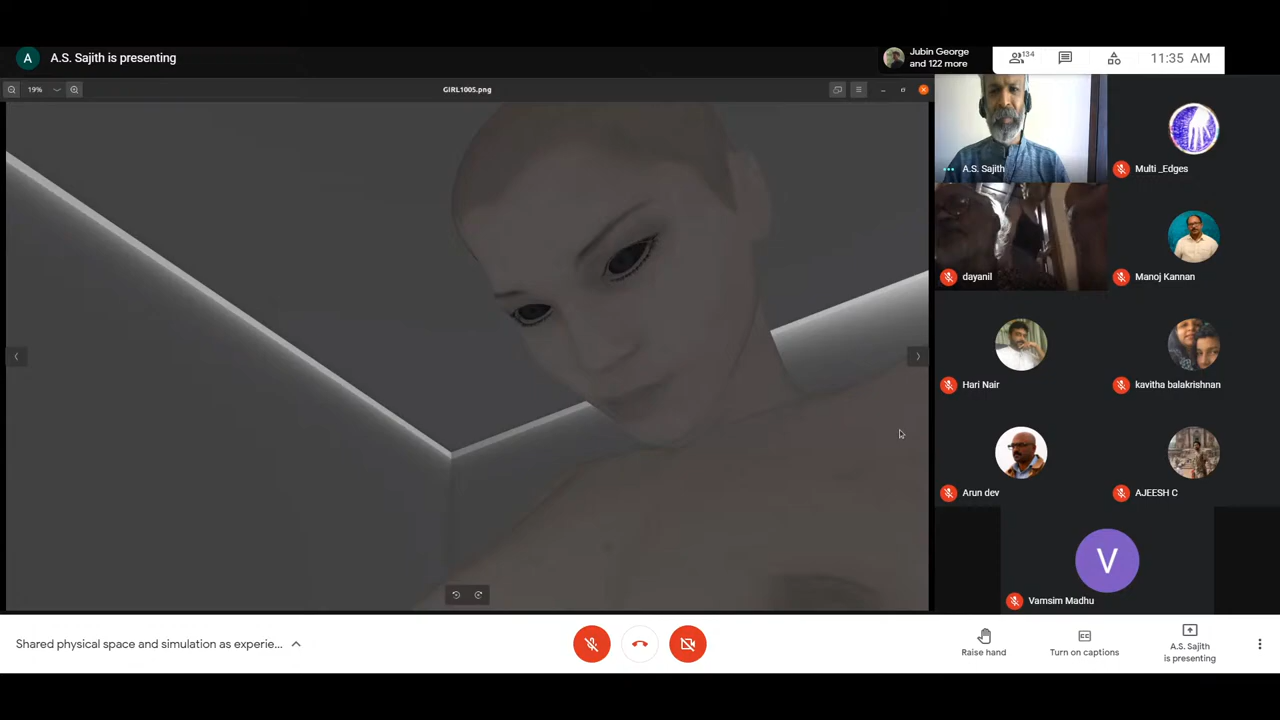 A
A.S. Sajith is presenting
Jubin George
and 122 more
134
11:35 AM
19%
GIRL1005.png
A.S. Sajith
Multi _Edges
dayanil
Manoj Kannan
Hari Nair
kavitha balakrishnan
Arun dev
AJEESH C
V
Vamsim Madhu
Shared physical space and simulation as experie...
Raise hand
CC
Turn on captions
A.S. Sajith
is presenting